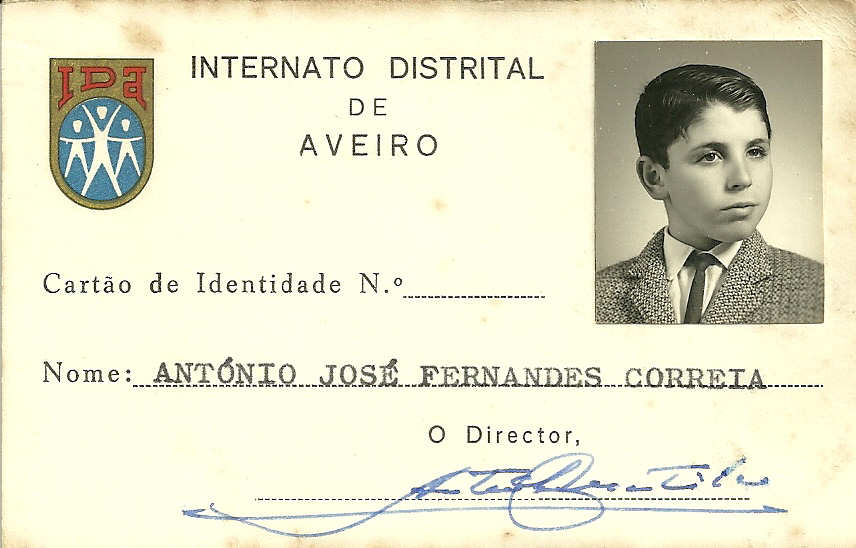 IDA
INTERNATO DISTRITAL
DE
AVEIRO
Cartão de Identidade N.º
Nome: ANTÓNIO JOSÉ FERNANDES CORREIA
O Director,